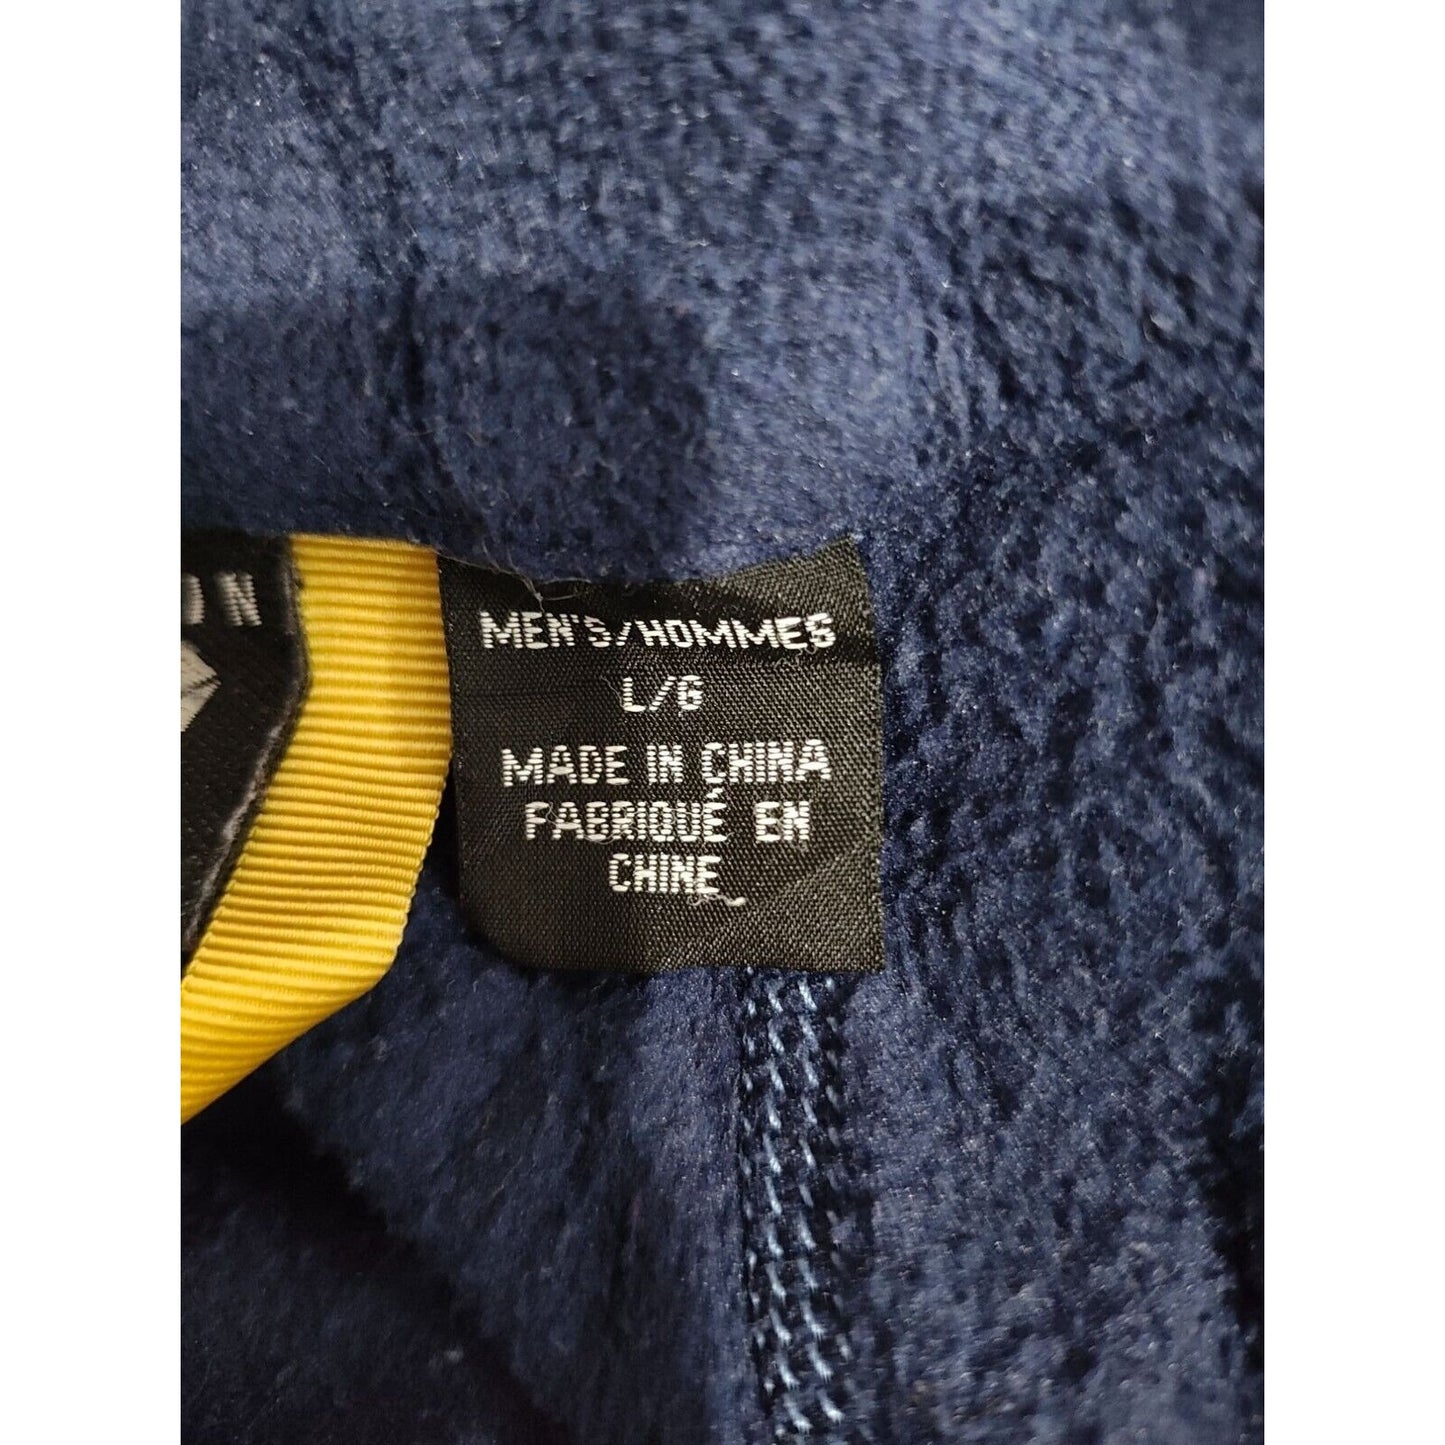 MEN'S/HOMMES
L/G
MADE IN CHINA
FABRIQUÉ EN
CHINE